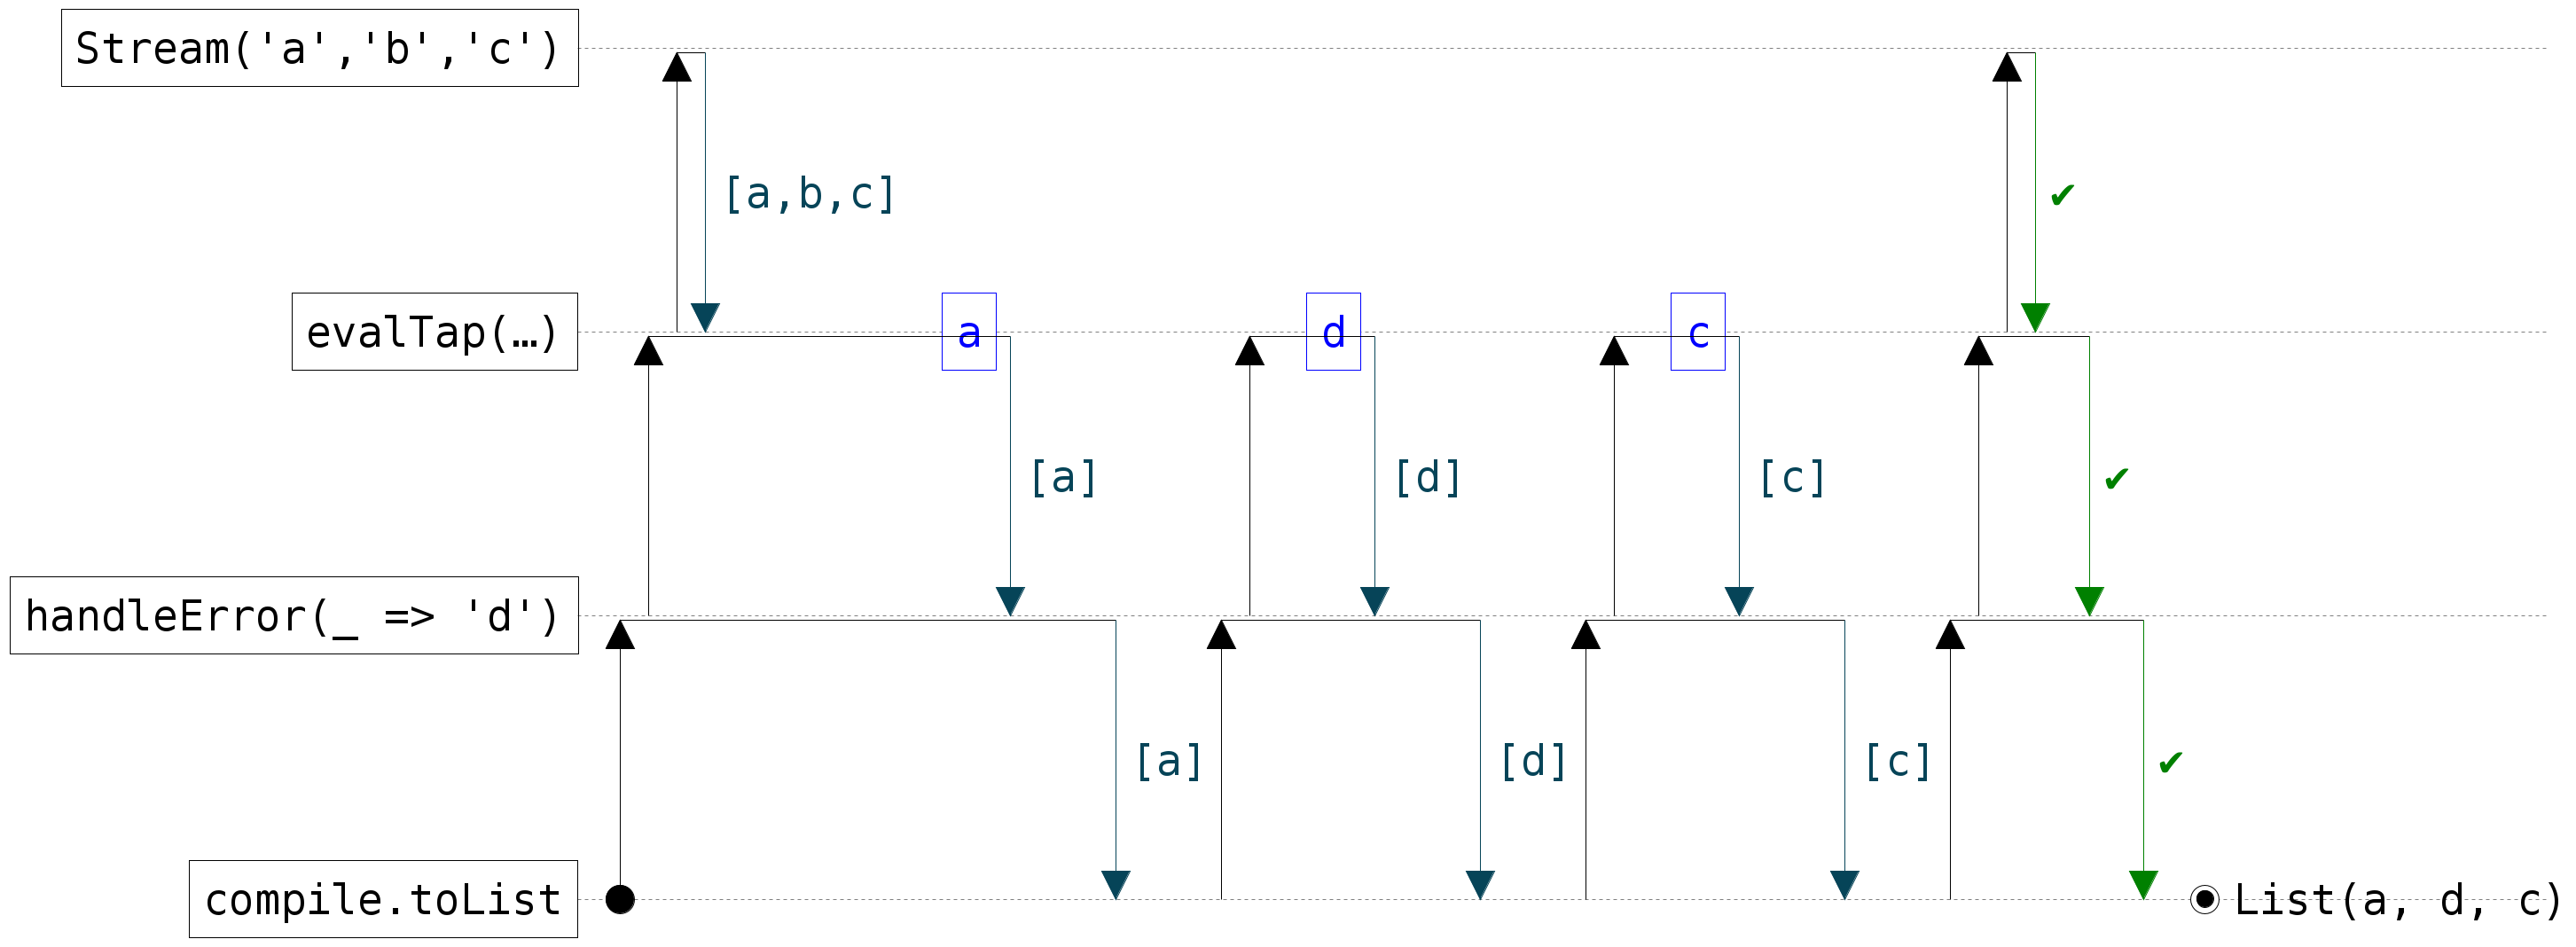 Stream('a','b','c')
[a,b,c]
✔
evalTap(…)
a
d
c
[a]
[d]
[c]
✔
handleError(_ => 'd')
[a]
[d]
[c]
✔
compile.toList
List(a, d, c)